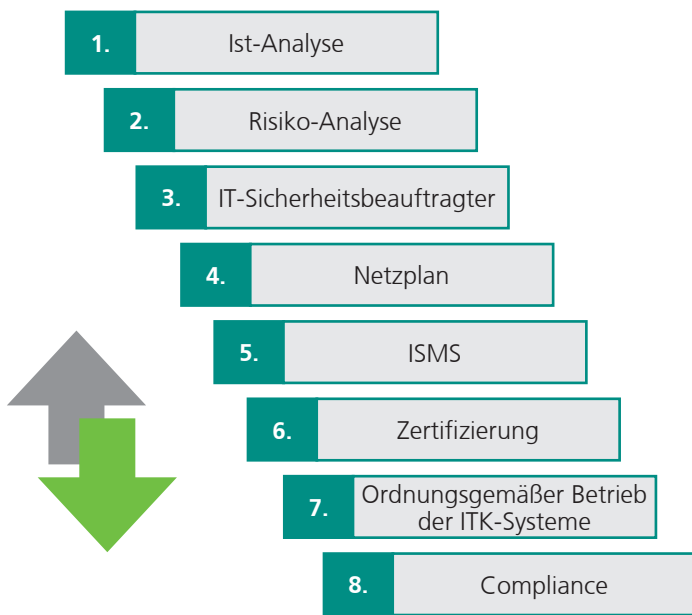 1. Ist-Analyse
2. Risiko-Analyse
3. IT-Sicherheitsbeauftragter
4. Netzplan
5. ISMS
6. Zertifizierung
7. Ordnungsgemäßer Betrieb
der ITK-Systeme
8. Compliance